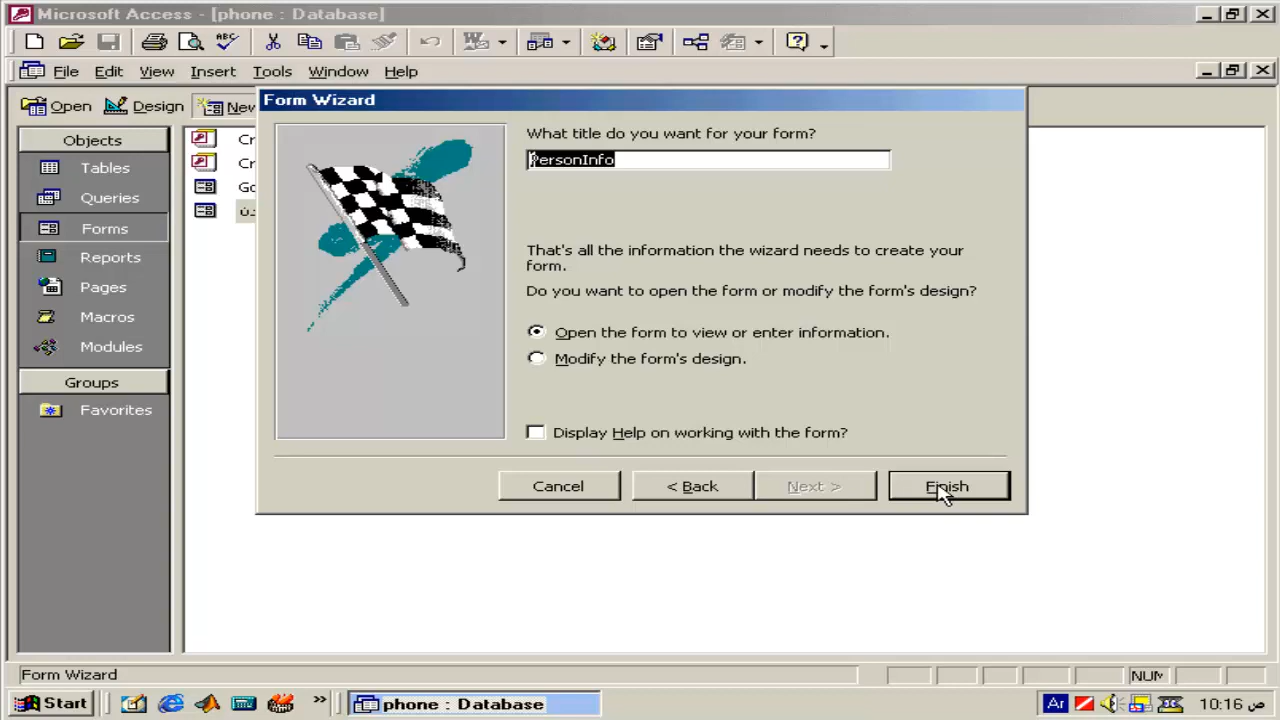 Microsoft Access - [phone : Database]
File Edit View Insert Tools Window Help
Open Design New
Objects
Tables
Queries
Forms
Reports
Pages
Macros
Modules
Groups
Favorites
Cr
Cr
Go
Form Wizard
What title do you want for your form?
PersonInfo
That's all the information the wizard needs to create your
form.
Do you want to open the form or modify the form's design?
Open the form to view or enter information.
Modify the form's design.
Display Help on working with the form?
Cancel < Back Next > Finish
Form Wizard NUM
Start » phone : Database Ar 10:16 ص